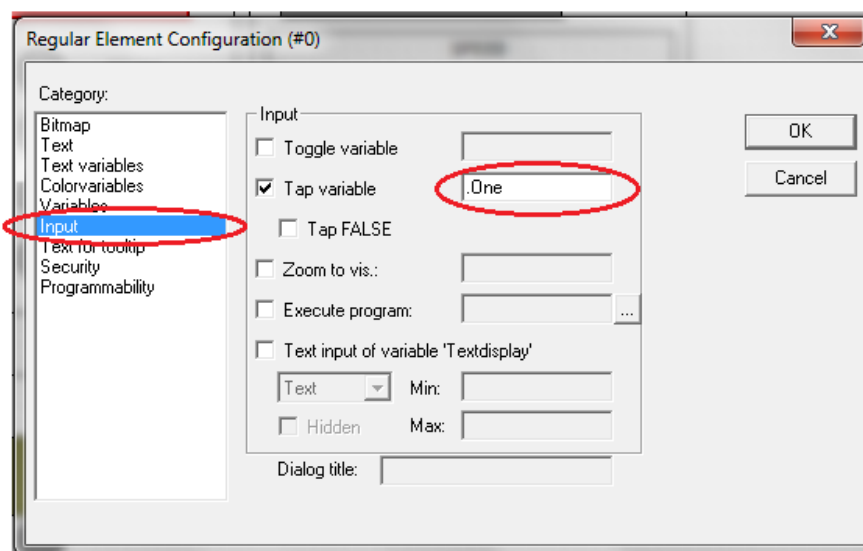 Regular Element Configuration (#0)
Category:
Bitmap
Text
Text variables
Colorvariables
Variables
Input
Text for tooltip
Security
Programmability
Input
Toggle variable
Tap variable
.One
Tap FALSE
Zoom to vis.:
Execute program:
...
Text input of variable 'Textdisplay'
Text
Min:
Hidden
Max:
Dialog title:
OK
Cancel